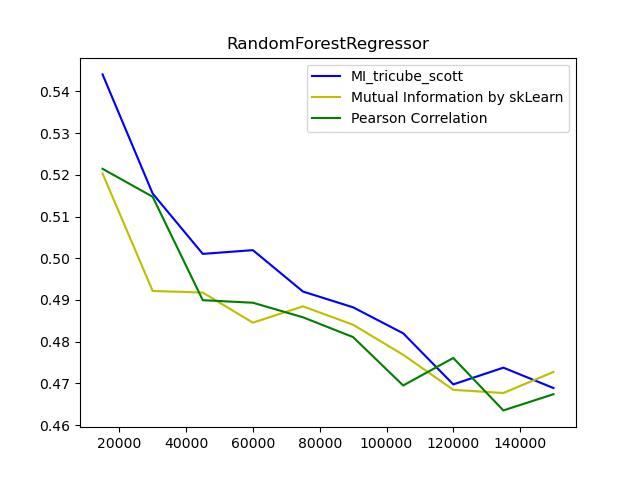 RandomForestRegressor
MI_tricube_scott
Mutual Information by skLearn
Pearson Correlation
0.54
0.53
0.52
0.51
0.50
0.49
0.48
0.47
0.46
20000 40000 60000 80000 100000 120000 140000